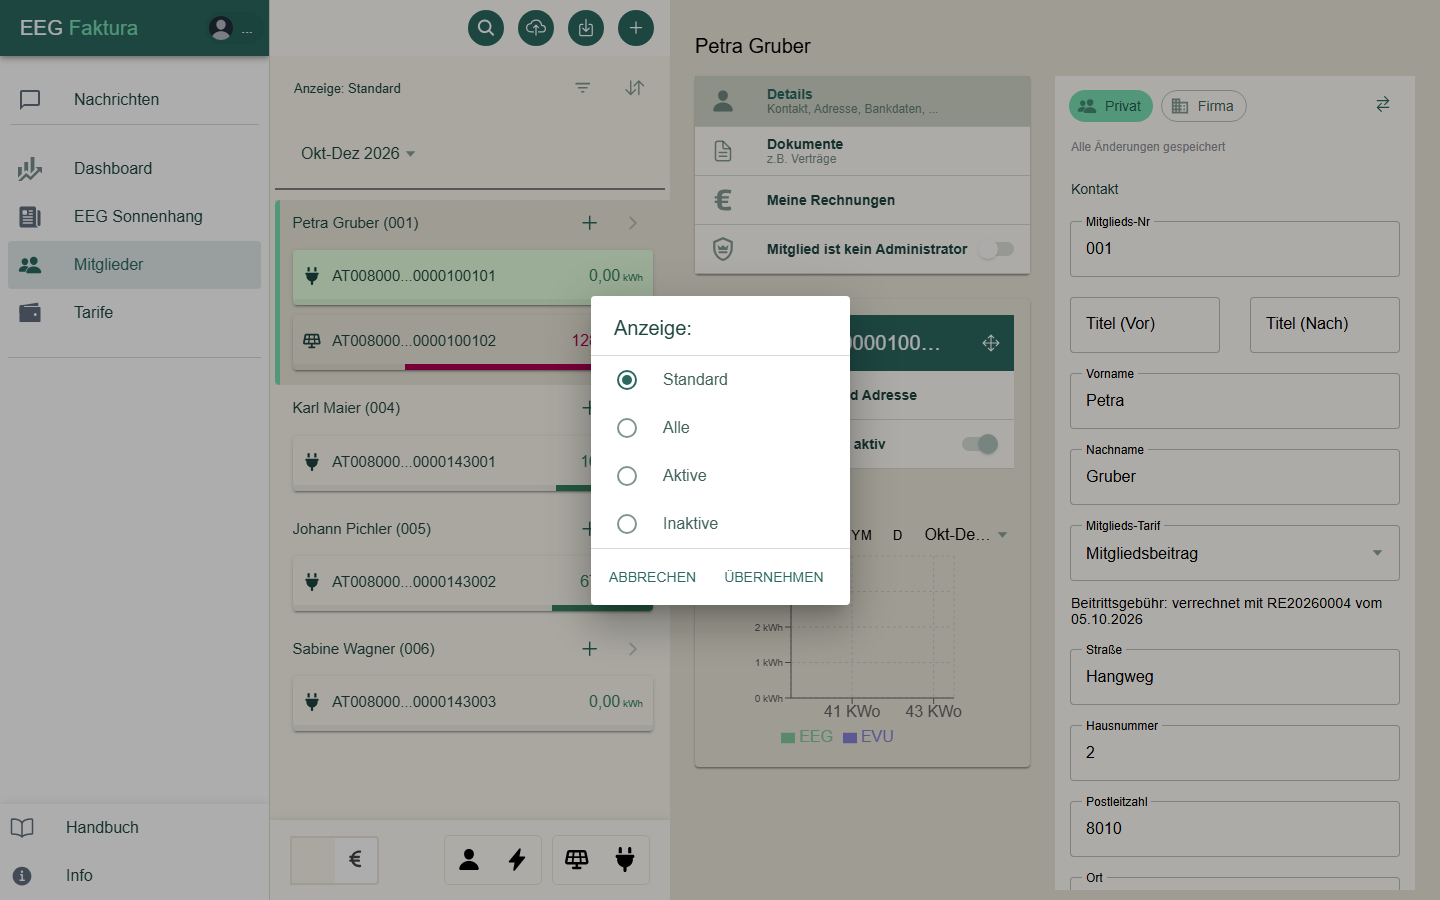 EEG Faktura
...
Nachrichten
Dashboard
EEG Sonnenhang
Mitglieder
Tarife
Handbuch
Info
Anzeige: Standard
Okt-Dez 2026
Petra Gruber (001)
AT008000...0000100101
0,00 kWh
AT008000...0000100102
Karl Maier (004)
AT008000...0000143001
Johann Pichler (005)
AT008000...0000143002
Sabine Wagner (006)
AT008000...0000143003
0,00 kWh
€
Petra Gruber
Details
Kontakt, Adresse, Bankdaten, ...
Dokumente
z.B. Verträge
Meine Rechnungen
Mitglied ist kein Administrator
Anzeige:
Standard
Alle
Aktive
Inaktive
ABBRECHEN
ÜBERNEHMEN
Adresse
aktiv
YM
D
Okt-De...
2 kWh
1 kWh
0 kWh
41 KWo
43 KWo
EEG
EVU
Privat
Firma
Alle Änderungen gespeichert
Kontakt
Mitglieds-Nr
001
Titel (Vor)
Titel (Nach)
Vorname
Petra
Nachname
Gruber
Mitglieds-Tarif
Mitgliedsbeitrag
Beitrittsgebühr: verrechnet mit RE20260004 vom
05.10.2026
Straße
Hangweg
Hausnummer
2
Postleitzahl
8010
Ort